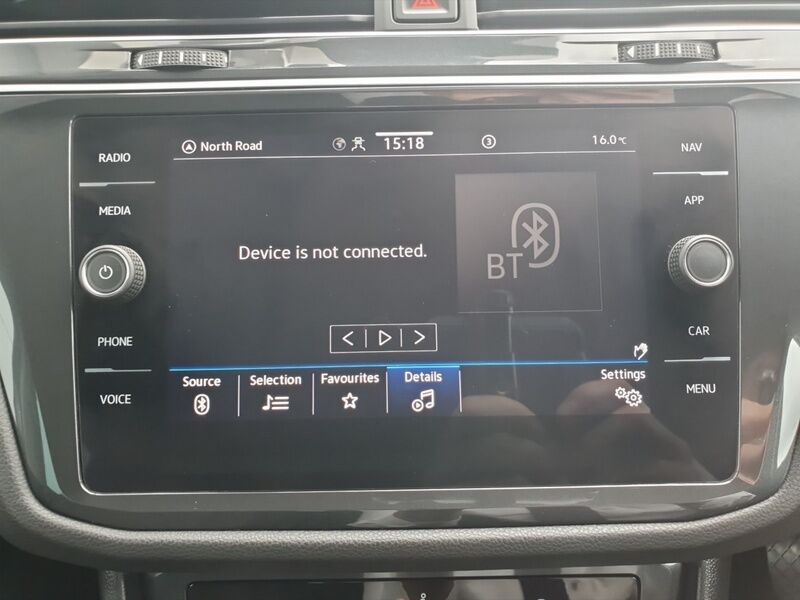 RADIO
MEDIA
PHONE
VOICE
North Road
15:18
3
16.0°C
Device is not connected.
BT
Source
Selection
Favourites
Details
Settings
NAV
APP
CAR
MENU